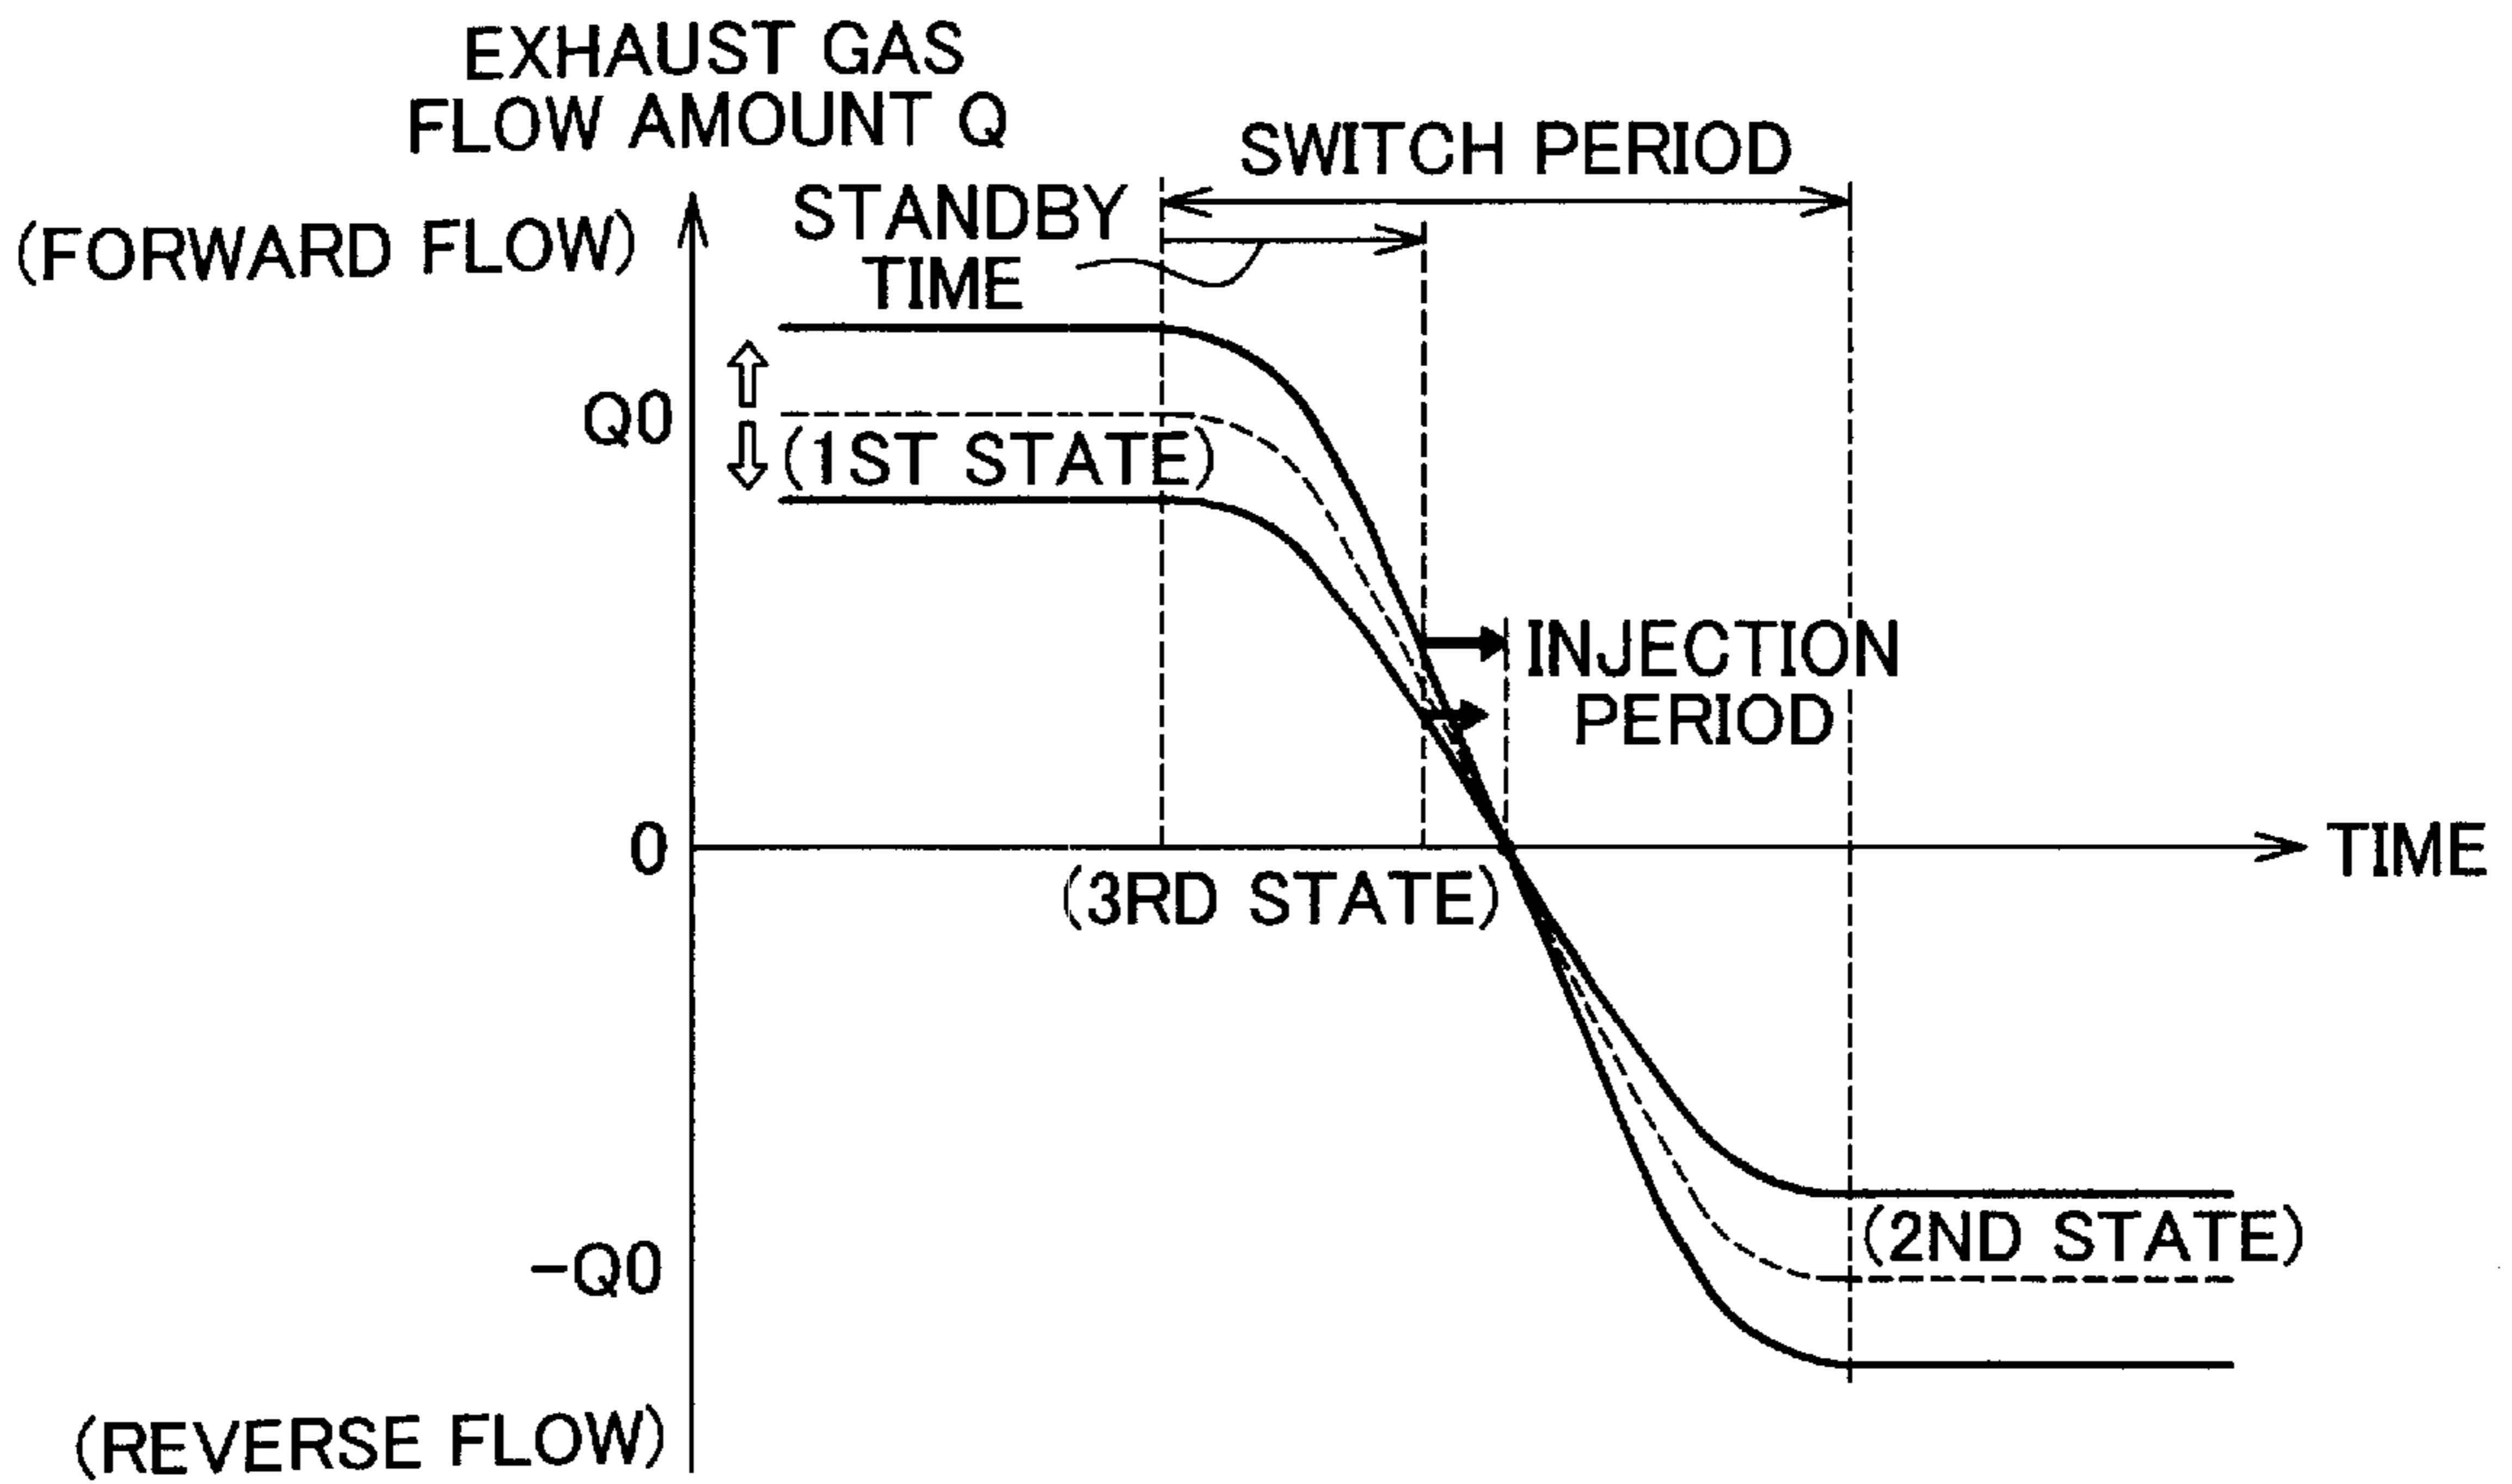 EXHAUST GAS
FLOW AMOUNT Q
SWITCH PERIOD
STANDBY
TIME
(FORWARD FLOW)
Q0
(1ST STATE)
INJECTION
PERIOD
0
TIME
(3RD STATE)
(2ND STATE)
-Q0
(REVERSE FLOW)